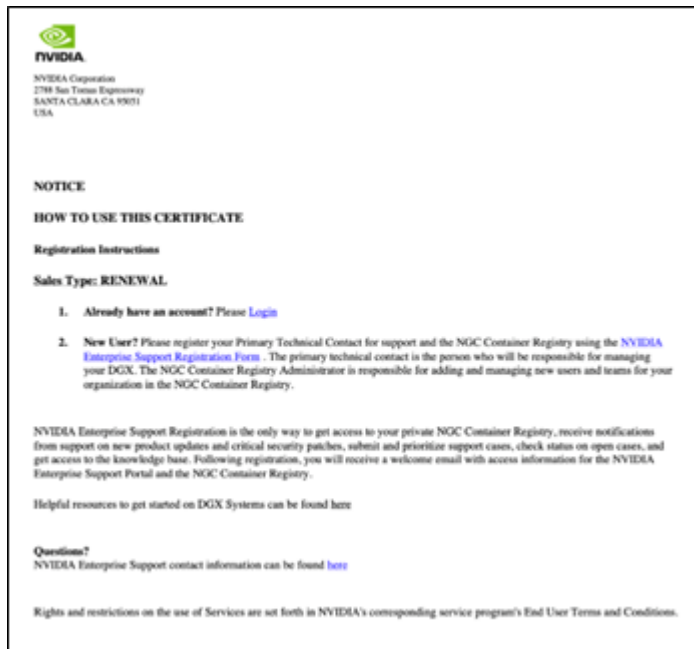 NVIDIA
NVIDIA Corporation
2788 San Tomas Expressway
SANTA CLARA CA 95051
USA
NOTICE
HOW TO USE THIS CERTIFICATE
Registration Instructions
Sales Type: RENEWAL
1. Already have an account? Please Login
2. New User? Please register your Primary Technical Contact for support and the NGC Container Registry using the NVIDIA
Enterprise Support Registration Form . The primary technical contact is the person who will be responsible for managing
your DGX. The NGC Container Registry Administrator is responsible for adding and managing new users and teams for your
organization in the NGC Container Registry.
NVIDIA Enterprise Support Registration is the only way to get access to your private NGC Container Registry, receive notifications
from support on new product updates and critical security patches, submit and prioritize support cases, check status on open cases, and
get access to the knowledge base. Following registration, you will receive a welcome email with access information for the NVIDIA
Enterprise Support Portal and the NGC Container Registry.
Helpful resources to get started on DGX Systems can be found here
Questions?
NVIDIA Enterprise Support contact information can be found here
Rights and restrictions on the use of Services are set forth in NVIDIA's corresponding service program's End User Terms and Conditions.